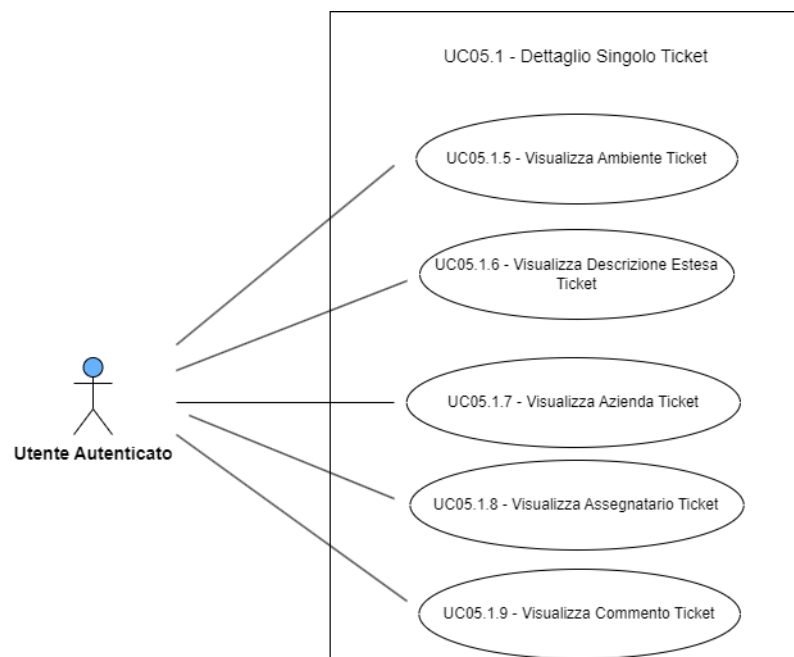 UC05.1 - Dettaglio Singolo Ticket
UC05.1.5 - Visualizza Ambiente Ticket
UC05.1.6 - Visualizza Descrizione Estesa
Ticket
UC05.1.7 - Visualizza Azienda Ticket
Utente Autenticato
UC05.1.8 - Visualizza Assegnatario Ticket
UC05.1.9 - Visualizza Commento Ticket